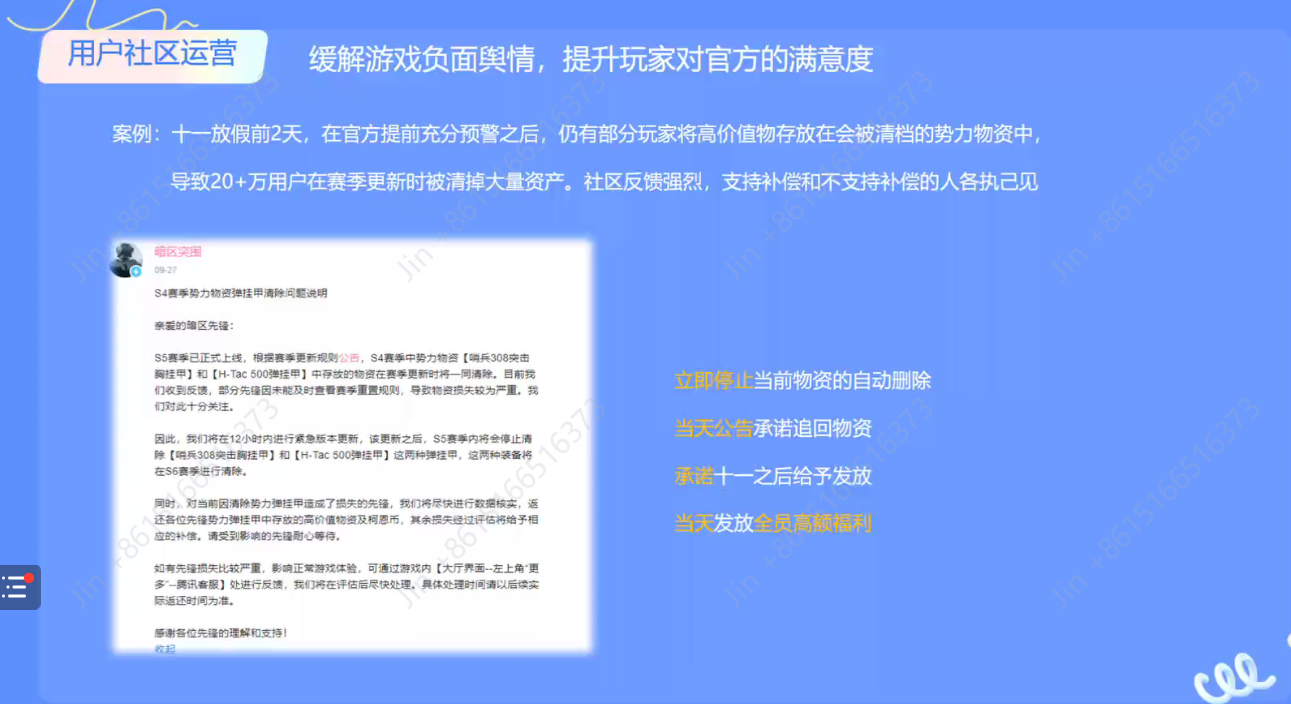 用户社区运营
缓解游戏负面舆情，提升玩家对官方的满意度
案例：十一放假前2天，在官方提前充分预警之后，仍有部分玩家将高价值物存放在会被清档的势力物资中，
导致20+万用户在赛季更新时被清掉大量资产。社区反馈强烈，支持补偿和不支持补偿的人各执己见
暗区突围
09-27
S4赛季势力物资弹挂甲清除问题说明
亲爱的暗区先锋：
S5赛季已正式上线，根据赛季更新规则公告，S4赛季中势力物资【哨兵308突击
胸挂甲】和【H-Tac 500弹挂甲】中存放的物资在赛季更新时将一同清除。目前我
们收到反馈，部分先锋因未能及时查看赛季重置规则，导致物资损失较为严重。我
们对此十分关注。
因此，我们将在12小时内进行紧急版本更新，该更新之后，S5赛季内将会停止清
除【哨兵308突击胸挂甲】和【H-Tac 500弹挂甲】这两种弹挂甲，这两种装备将
在S6赛季进行清除。
同时，对当前因清除势力弹挂甲造成了损失的先锋，我们将尽快进行数据核实，返
还各位先锋势力弹挂甲中存放的高价值物资及柯恩币，其余损失经过评估将给予相
应的补偿。请受到影响的先锋耐心等待。
如有先锋损失比较严重，影响正常游戏体验，可通过游戏内【大厅界面--左上角“更
多”--腾讯客服】处进行反馈，我们将在评估后尽快处理。具体处理时间请以后续实
际返还时间为准。
感谢各位先锋的理解和支持！
收起
立即停止当前物资的自动删除
当天公告承诺追回物资
承诺十一之后给予发放
当天发放全员高额福利
Jin +8615166516373
Jin +8615166516373
Jin +8615166516373
Jin +8615166516373
Jin +8615166516373
Jin +8615166516373
Jin +8615166516373
Jin +8615166516373